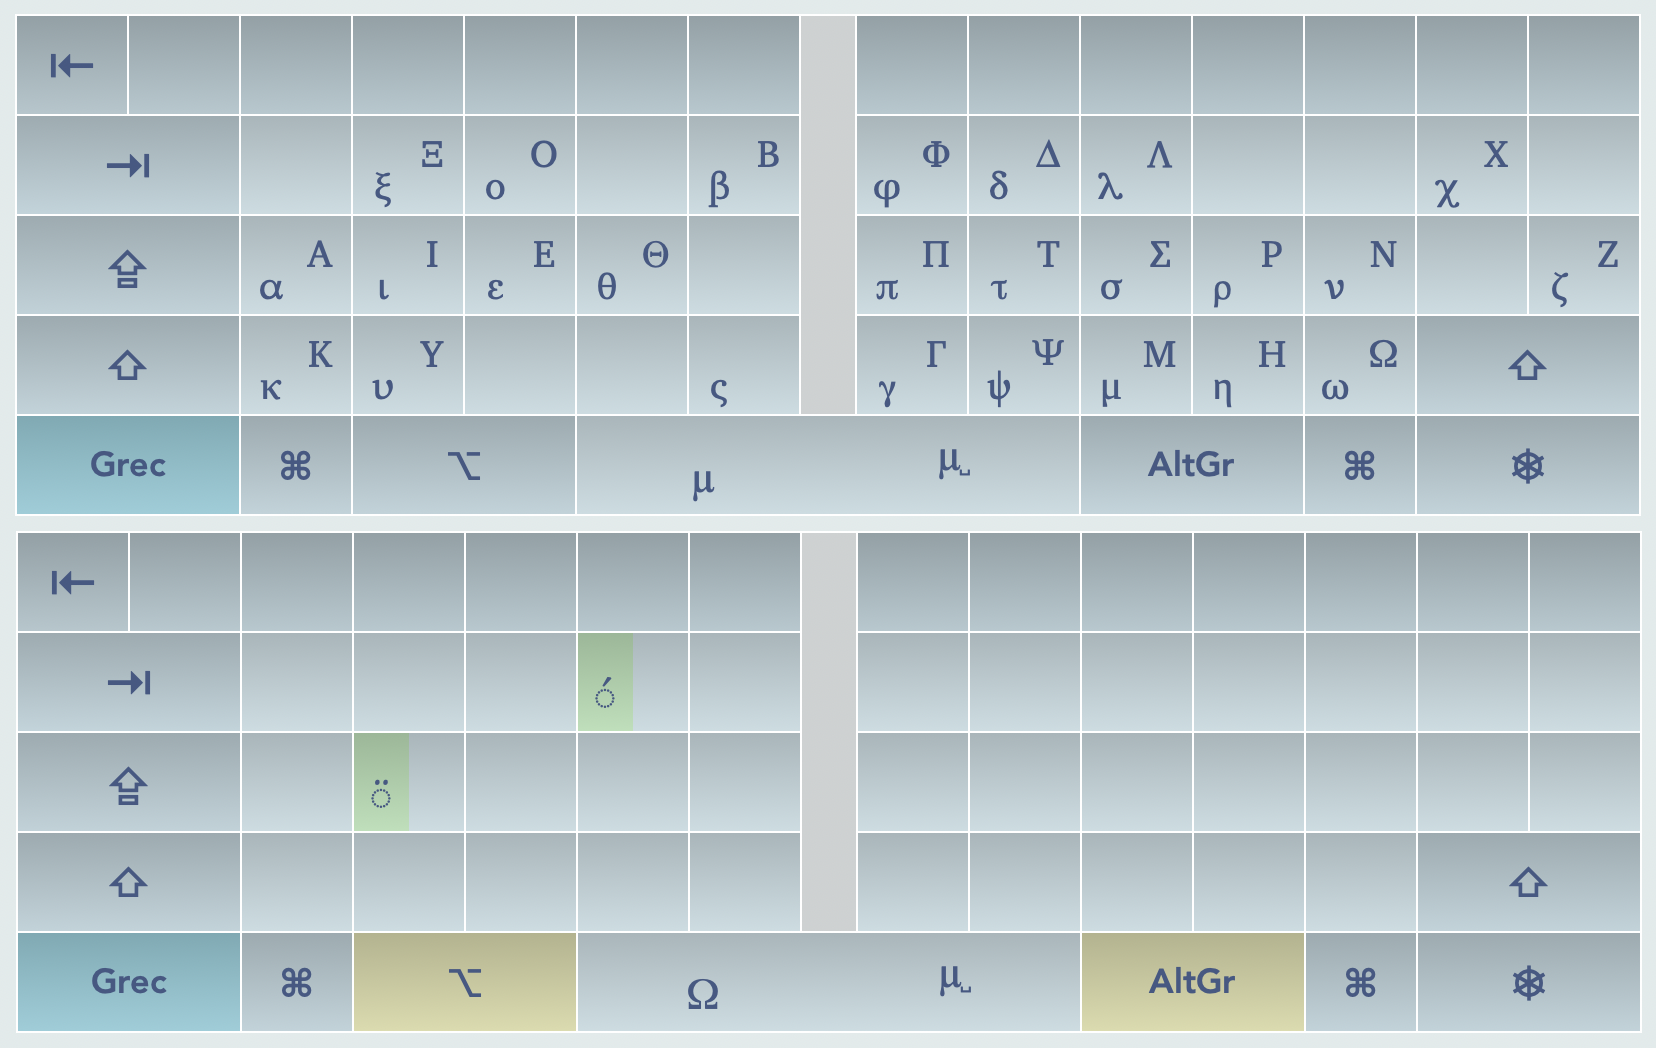 Ξ Ο Β Φ Δ Λ Χ
ξ ο β φ δ λ χ
Α Ι Ε Θ Π Τ Σ Ρ Ν Ζ
α ι ε θ π τ σ ρ ν ζ
Κ Υ Γ Ψ Μ Η Ω
κ υ ς γ ψ μ η ω
Grec ⌘ ⌥ µ µ⎵ AltGr ⌘ ⎈
◌́
◌̈
Grec ⌘ ⌥ Ω µ⎵ AltGr ⌘ ⎈